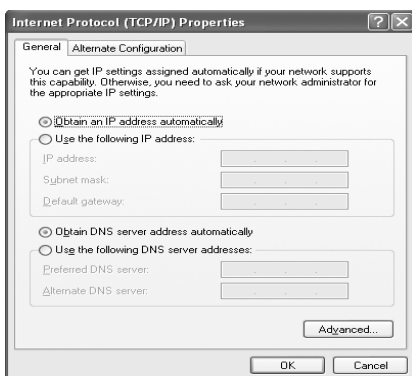 Internet Protocol (TCP/IP) Properties
General
Alternate Configuration
You can get IP settings assigned automatically if your network supports
this capability. Otherwise, you need to ask your network administrator for
the appropriate IP settings.
Obtain an IP address automatically
Use the following IP address:
IP address:
Subnet mask:
Default gateway:
Obtain DNS server address automatically
Use the following DNS server addresses:
Preferred DNS server:
Alternate DNS server:
Advanced...
OK
Cancel